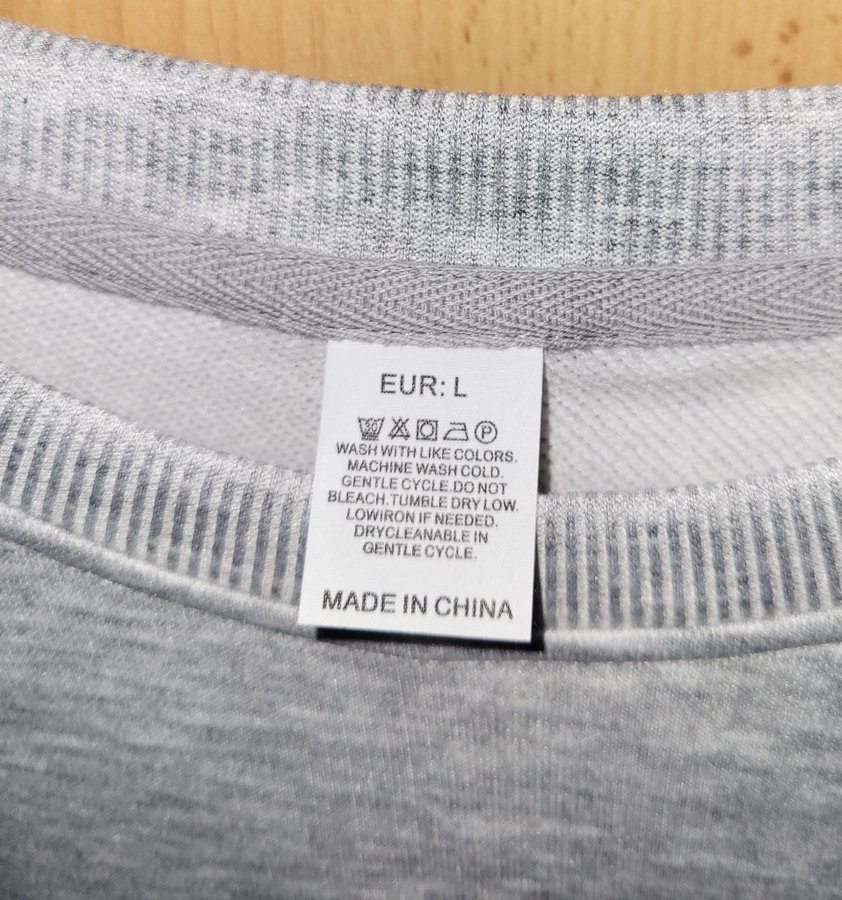 EUR: L
30 P
WASH WITH LIKE COLORS.
MACHINE WASH COLD.
GENTLE CYCLE.DO NOT
BLEACH.TUMBLE DRY LOW.
LOWIRON IF NEEDED.
DRYCLEANABLE IN
GENTLE CYCLE.
MADE IN CHINA